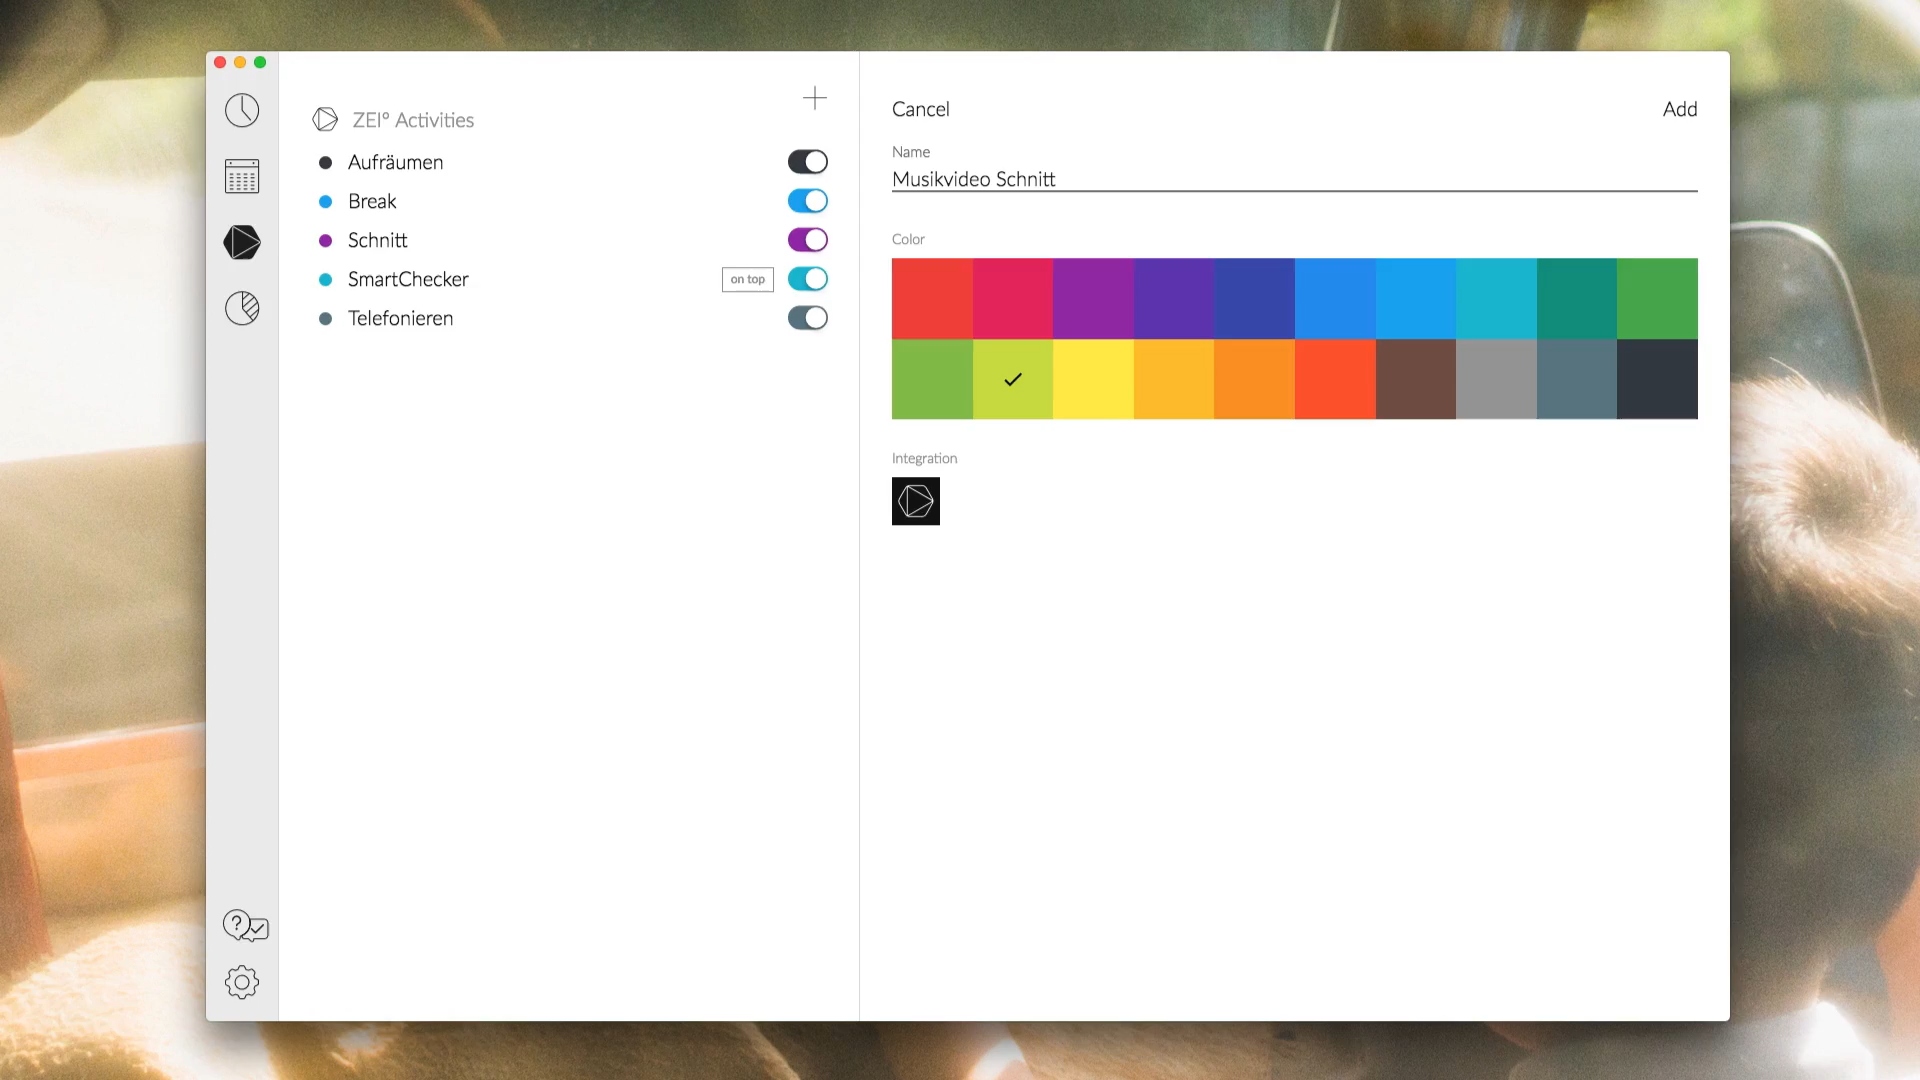 ZEI° Activities
Aufräumen
Break
Schnitt
SmartChecker
on top
Telefonieren
Cancel
Add
Name
Musikvideo Schnitt
Color
Integration
?